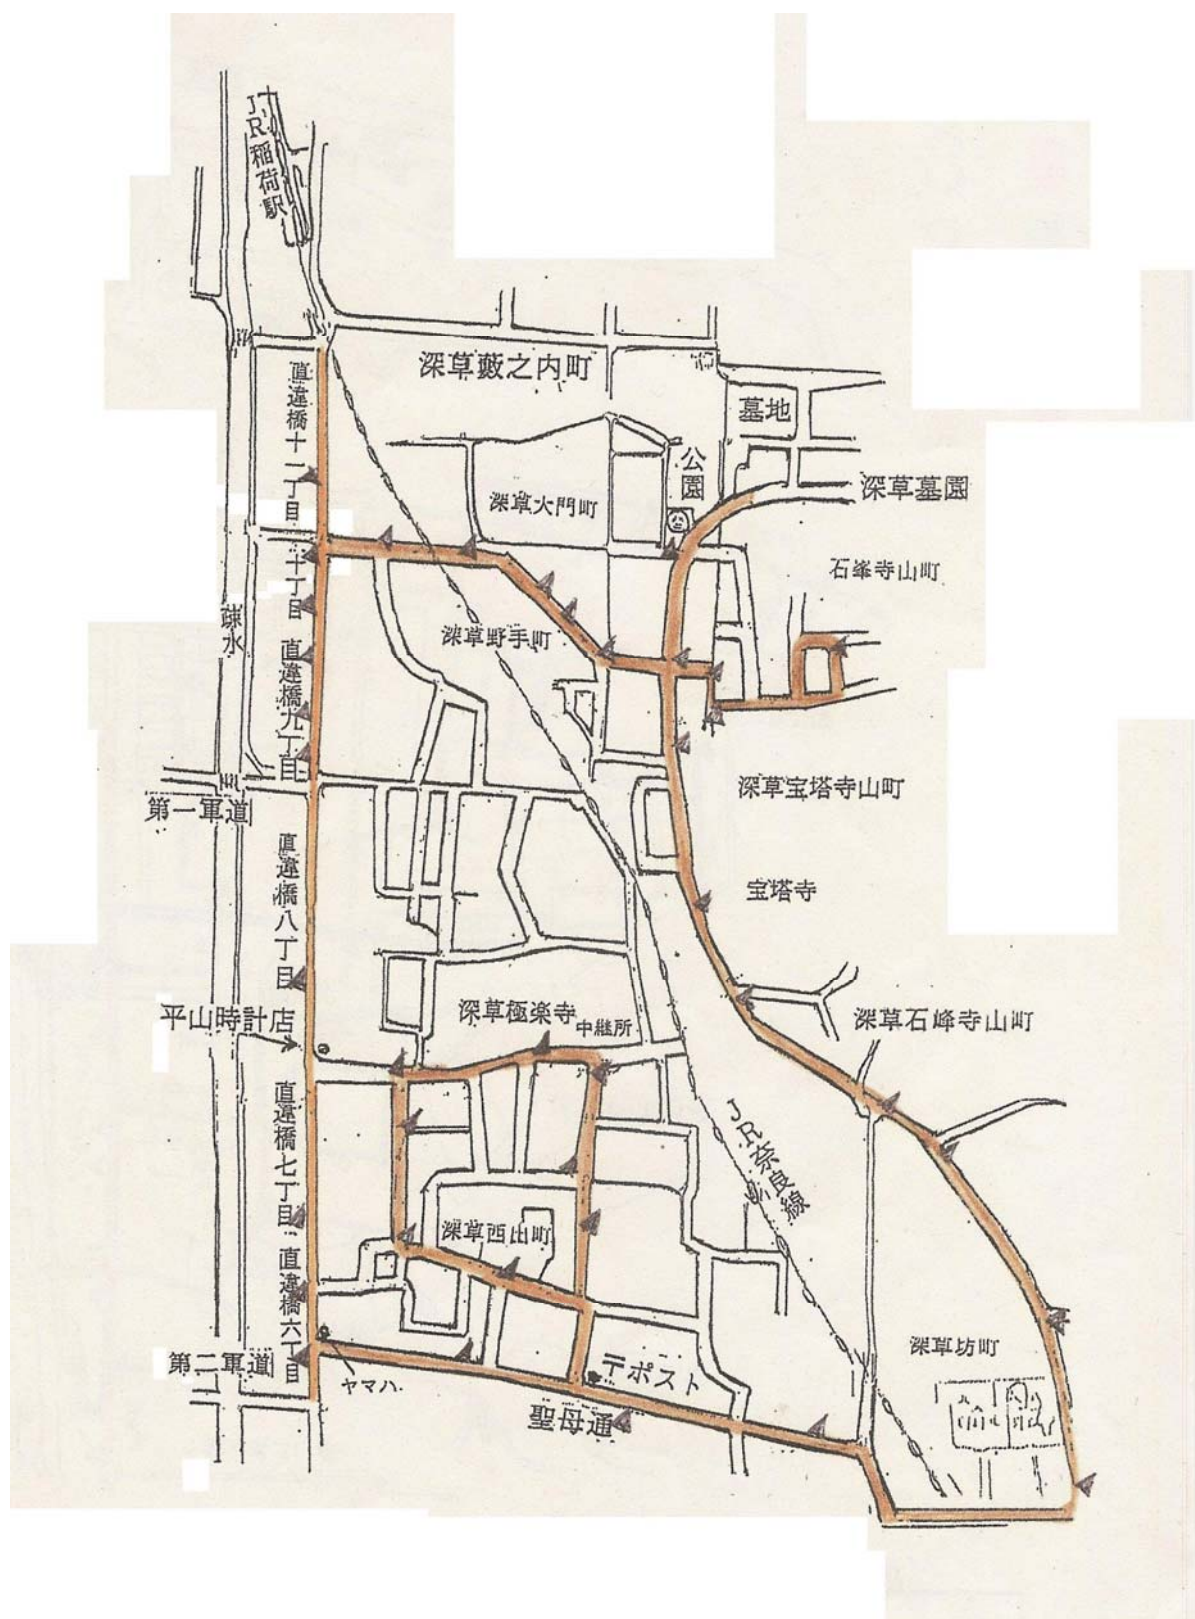 JR稲荷駅
深草藪之内町
直違橋十一丁目
墓地
公園
深草墓園
深草大門町
石峯寺山町
十丁目
疎水
深草野手町
直違橋九丁目
深草宝塔寺山町
第一軍道
直違橋八丁目
宝塔寺
平山時計店
深草極楽寺
中継所
深草石峰寺山町
直違橋七丁目
JR奈良線
深草西出町
直違橋六丁目
深草坊町
第二軍道
〒ポスト
ヤマハ
聖母通